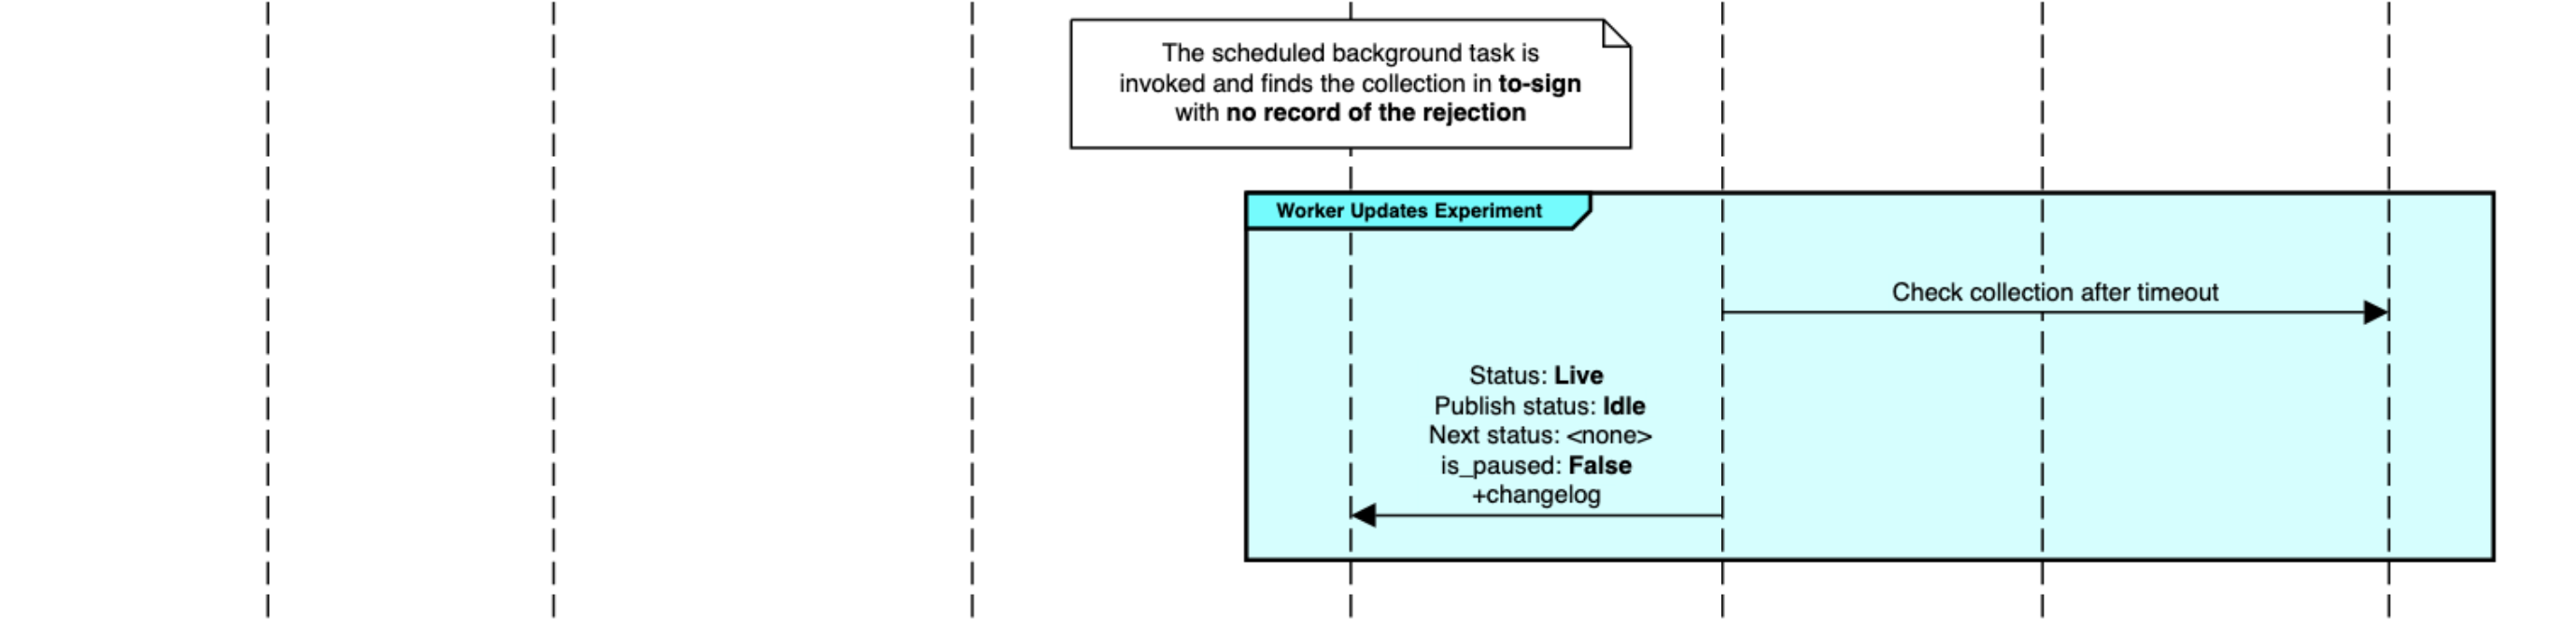 The scheduled background task is
invoked and finds the collection in to-sign
with no record of the rejection
Worker Updates Experiment
Check collection after timeout
Status: Live
Publish status: Idle
Next status: <none>
is_paused: False
+changelog